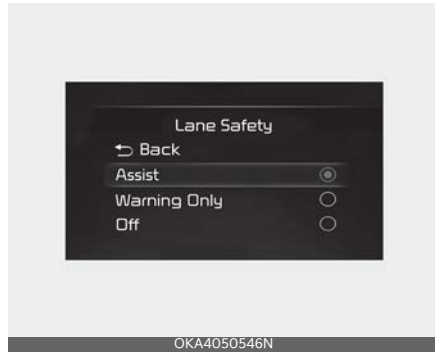 Lane Safety
Back
Assist
Warning Only
Off
OKA4050546N